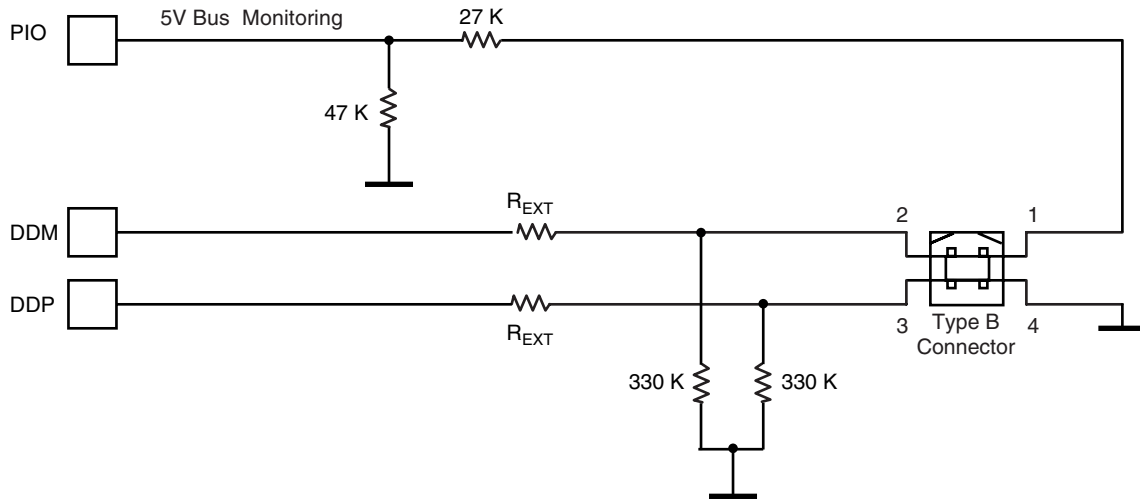 PIO
5V Bus Monitoring
27 K
47 K
R_EXT
DDM
2
1
DDP
R_EXT
3
Type B
Connector
4
330 K
330 K